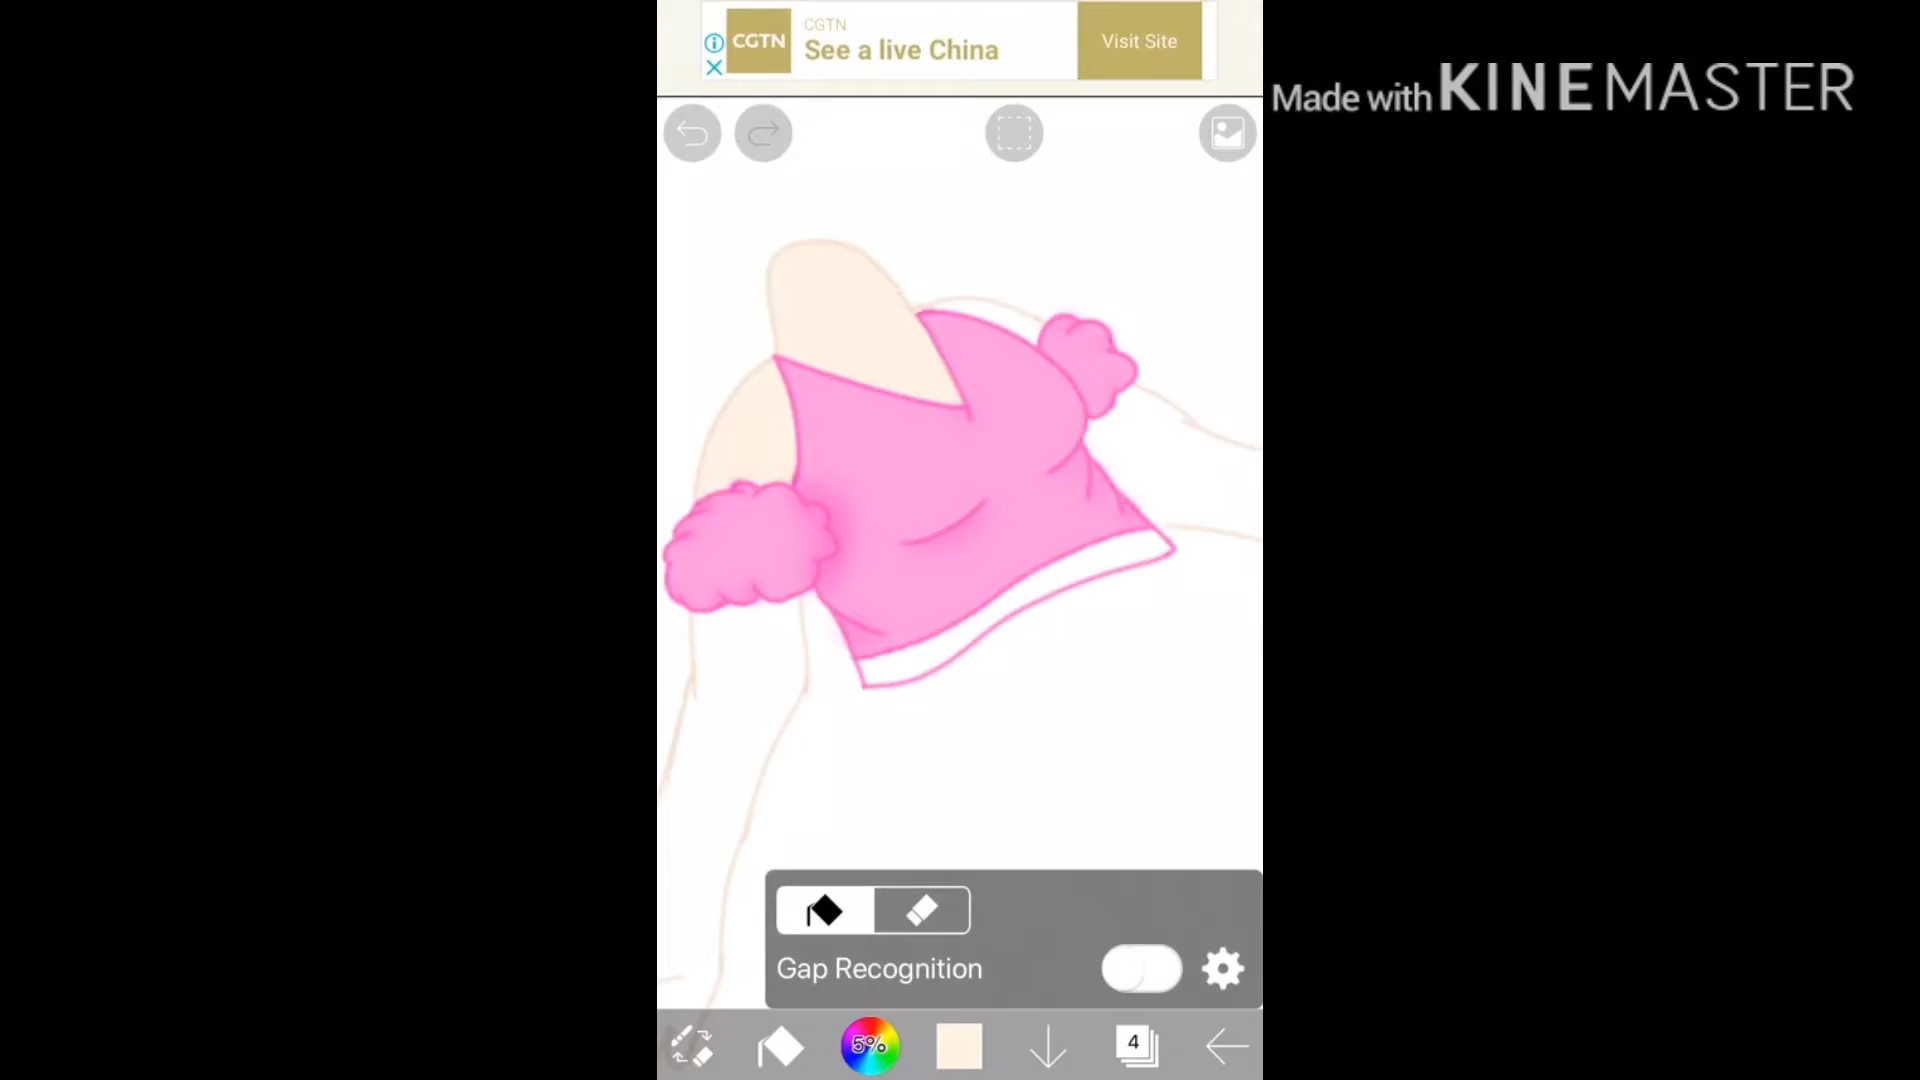 CGTN
CGTN
See a live China
Visit Site
Made with KINEMASTER
Gap Recognition
5%
4